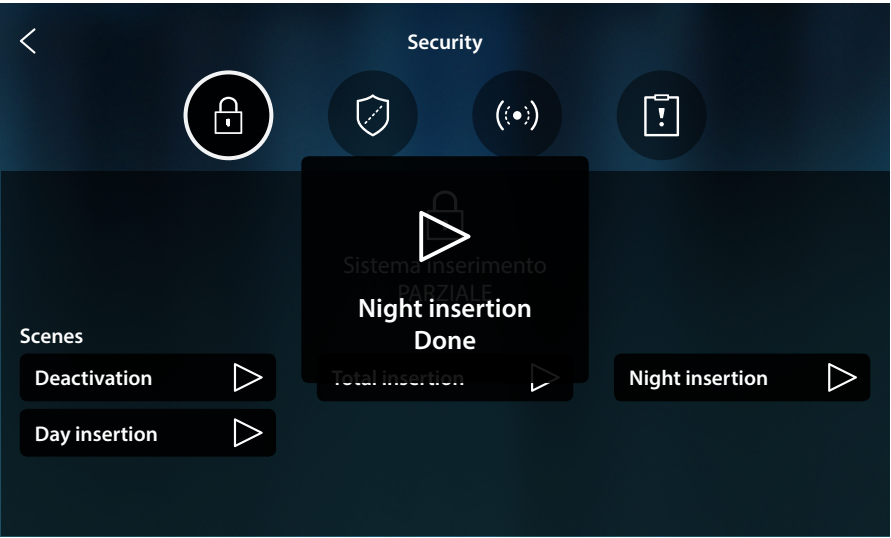 Security
Sistema inserimento
PARZIALE
Night insertion
Done
Scenes
Deactivation
Total insertion
Night insertion
Day insertion